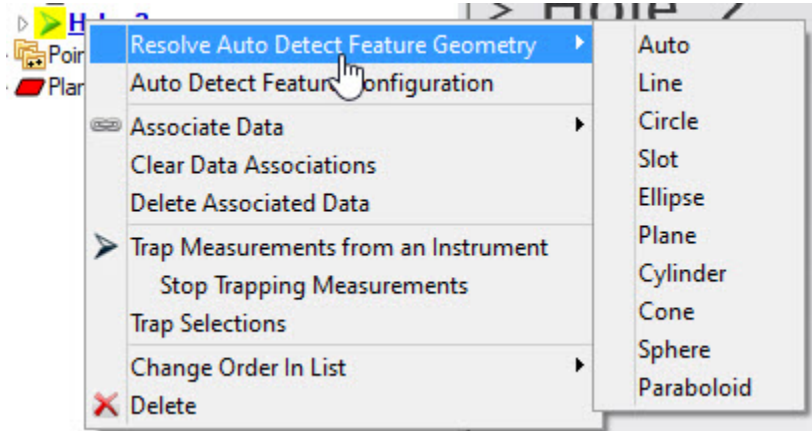 Hole 2
> Hole 2
Poin
Plan
Resolve Auto Detect Feature Geometry
Auto Detect Feature Configuration
Associate Data
Clear Data Associations
Delete Associated Data
Trap Measurements from an Instrument
Stop Trapping Measurements
Trap Selections
Change Order In List
Delete
Auto
Line
Circle
Slot
Ellipse
Plane
Cylinder
Cone
Sphere
Paraboloid